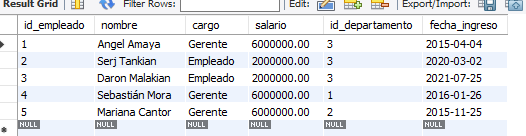 Result Grid Filter Rows: Edit: Export/Import:
id_empleado nombre cargo salario id_departamento fecha_ingreso
1 Angel Amaya Gerente 6000000.00 3 2015-04-04
2 Serj Tankian Empleado 2000000.00 3 2020-03-02
3 Daron Malakian Empleado 2000000.00 3 2021-07-25
4 Sebastián Mora Gerente 6000000.00 1 2016-01-26
5 Mariana Cantor Gerente 6000000.00 2 2015-11-25
NULL NULL NULL NULL NULL NULL